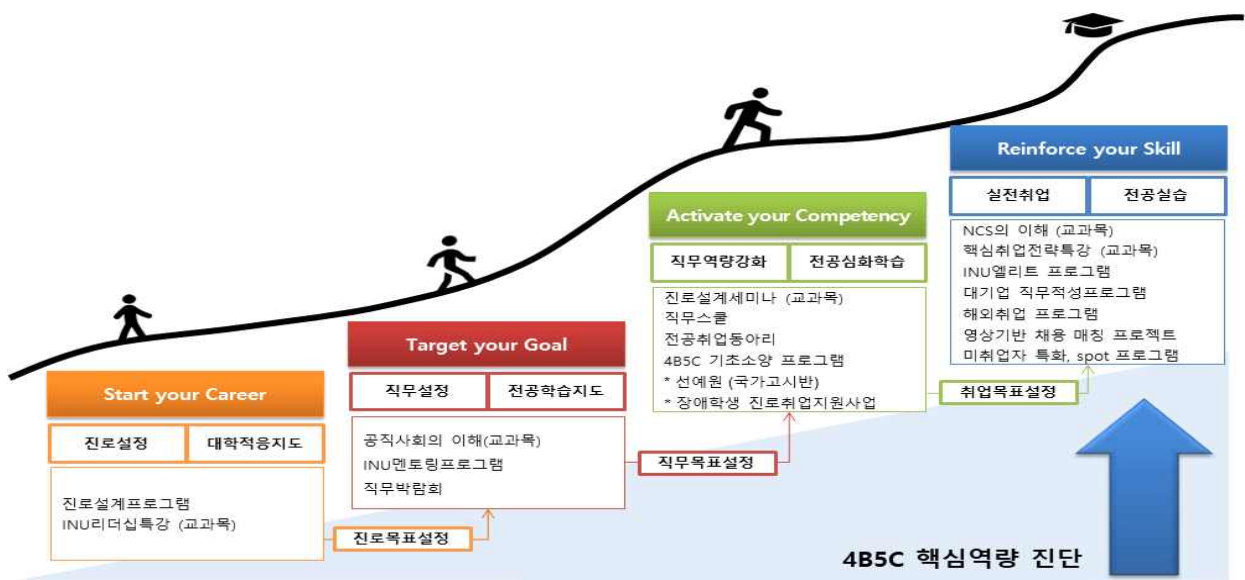 Start your Career
진로설정
대학적응지도
진로설계프로그램
INU리더십특강 (교과목)
진로목표설정
Target your Goal
직무설정
전공학습지도
공직사회의 이해(교과목)
INU멘토링프로그램
직무박람회
직무목표설정
Activate your Competency
직무역량강화
전공심화학습
진로설계세미나 (교과목)
직무스쿨
전공취업동아리
4B5C 기초소양 프로그램
* 선예원 (국가고시반)
* 장애학생 진로취업지원사업
취업목표설정
Reinforce your Skill
실전취업
전공실습
NCS의 이해 (교과목)
핵심취업전략특강 (교과목)
INU엘리트 프로그램
대기업 직무적성프로그램
해외취업 프로그램
영상기반 채용 매칭 프로젝트
미취업자 특화, spot 프로그램
4B5C 핵심역량 진단